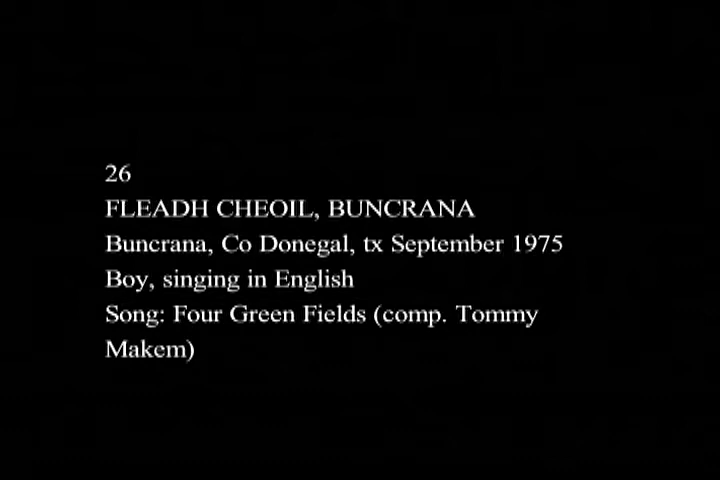 26
FLEADH CHEOIL, BUNCRANA
Buncrana, Co Donegal, tx September 1975
Boy, singing in English
Song: Four Green Fields (comp. Tommy
Makem)